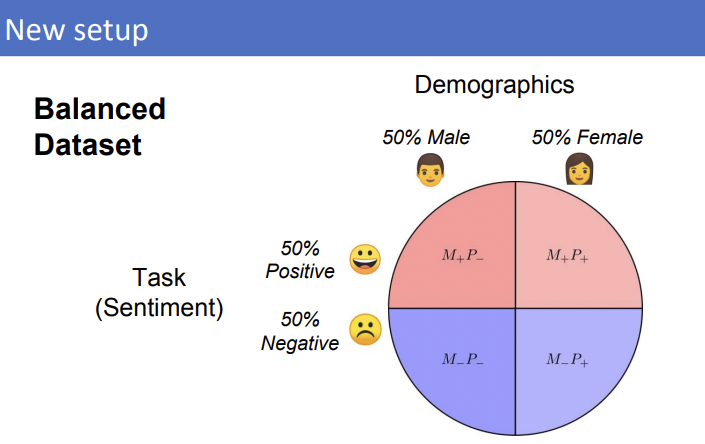 New setup
Demographics
Balanced
Dataset
50% Male
50% Female
50%
Positive
M₊P₋
M₊P₊
Task
(Sentiment)
50%
Negative
M₋P₋
M₋P₊